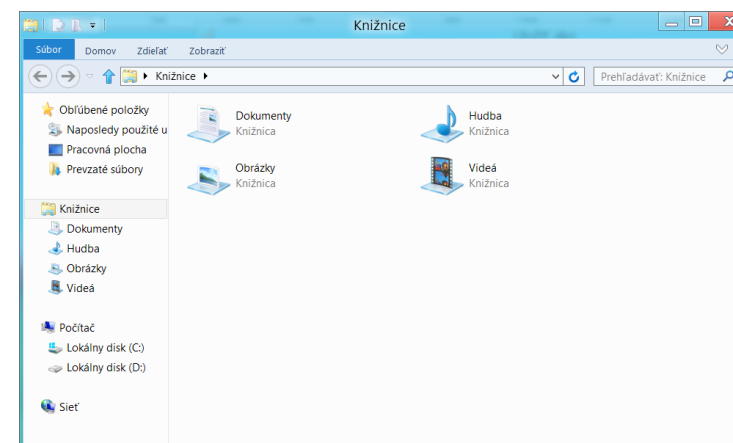 Knižnice
Súbor
Domov
Zdieľať
Zobraziť
Knižnice
Prehľadávať: Knižnice
Obľúbené položky
Naposledy použité u
Pracovná plocha
Prevzaté súbory
Knižnice
Dokumenty
Hudba
Obrázky
Videá
Počítač
Lokálny disk (C:)
Lokálny disk (D:)
Sieť
Dokumenty
Knižnica
Hudba
Knižnica
Obrázky
Knižnica
Videá
Knižnica